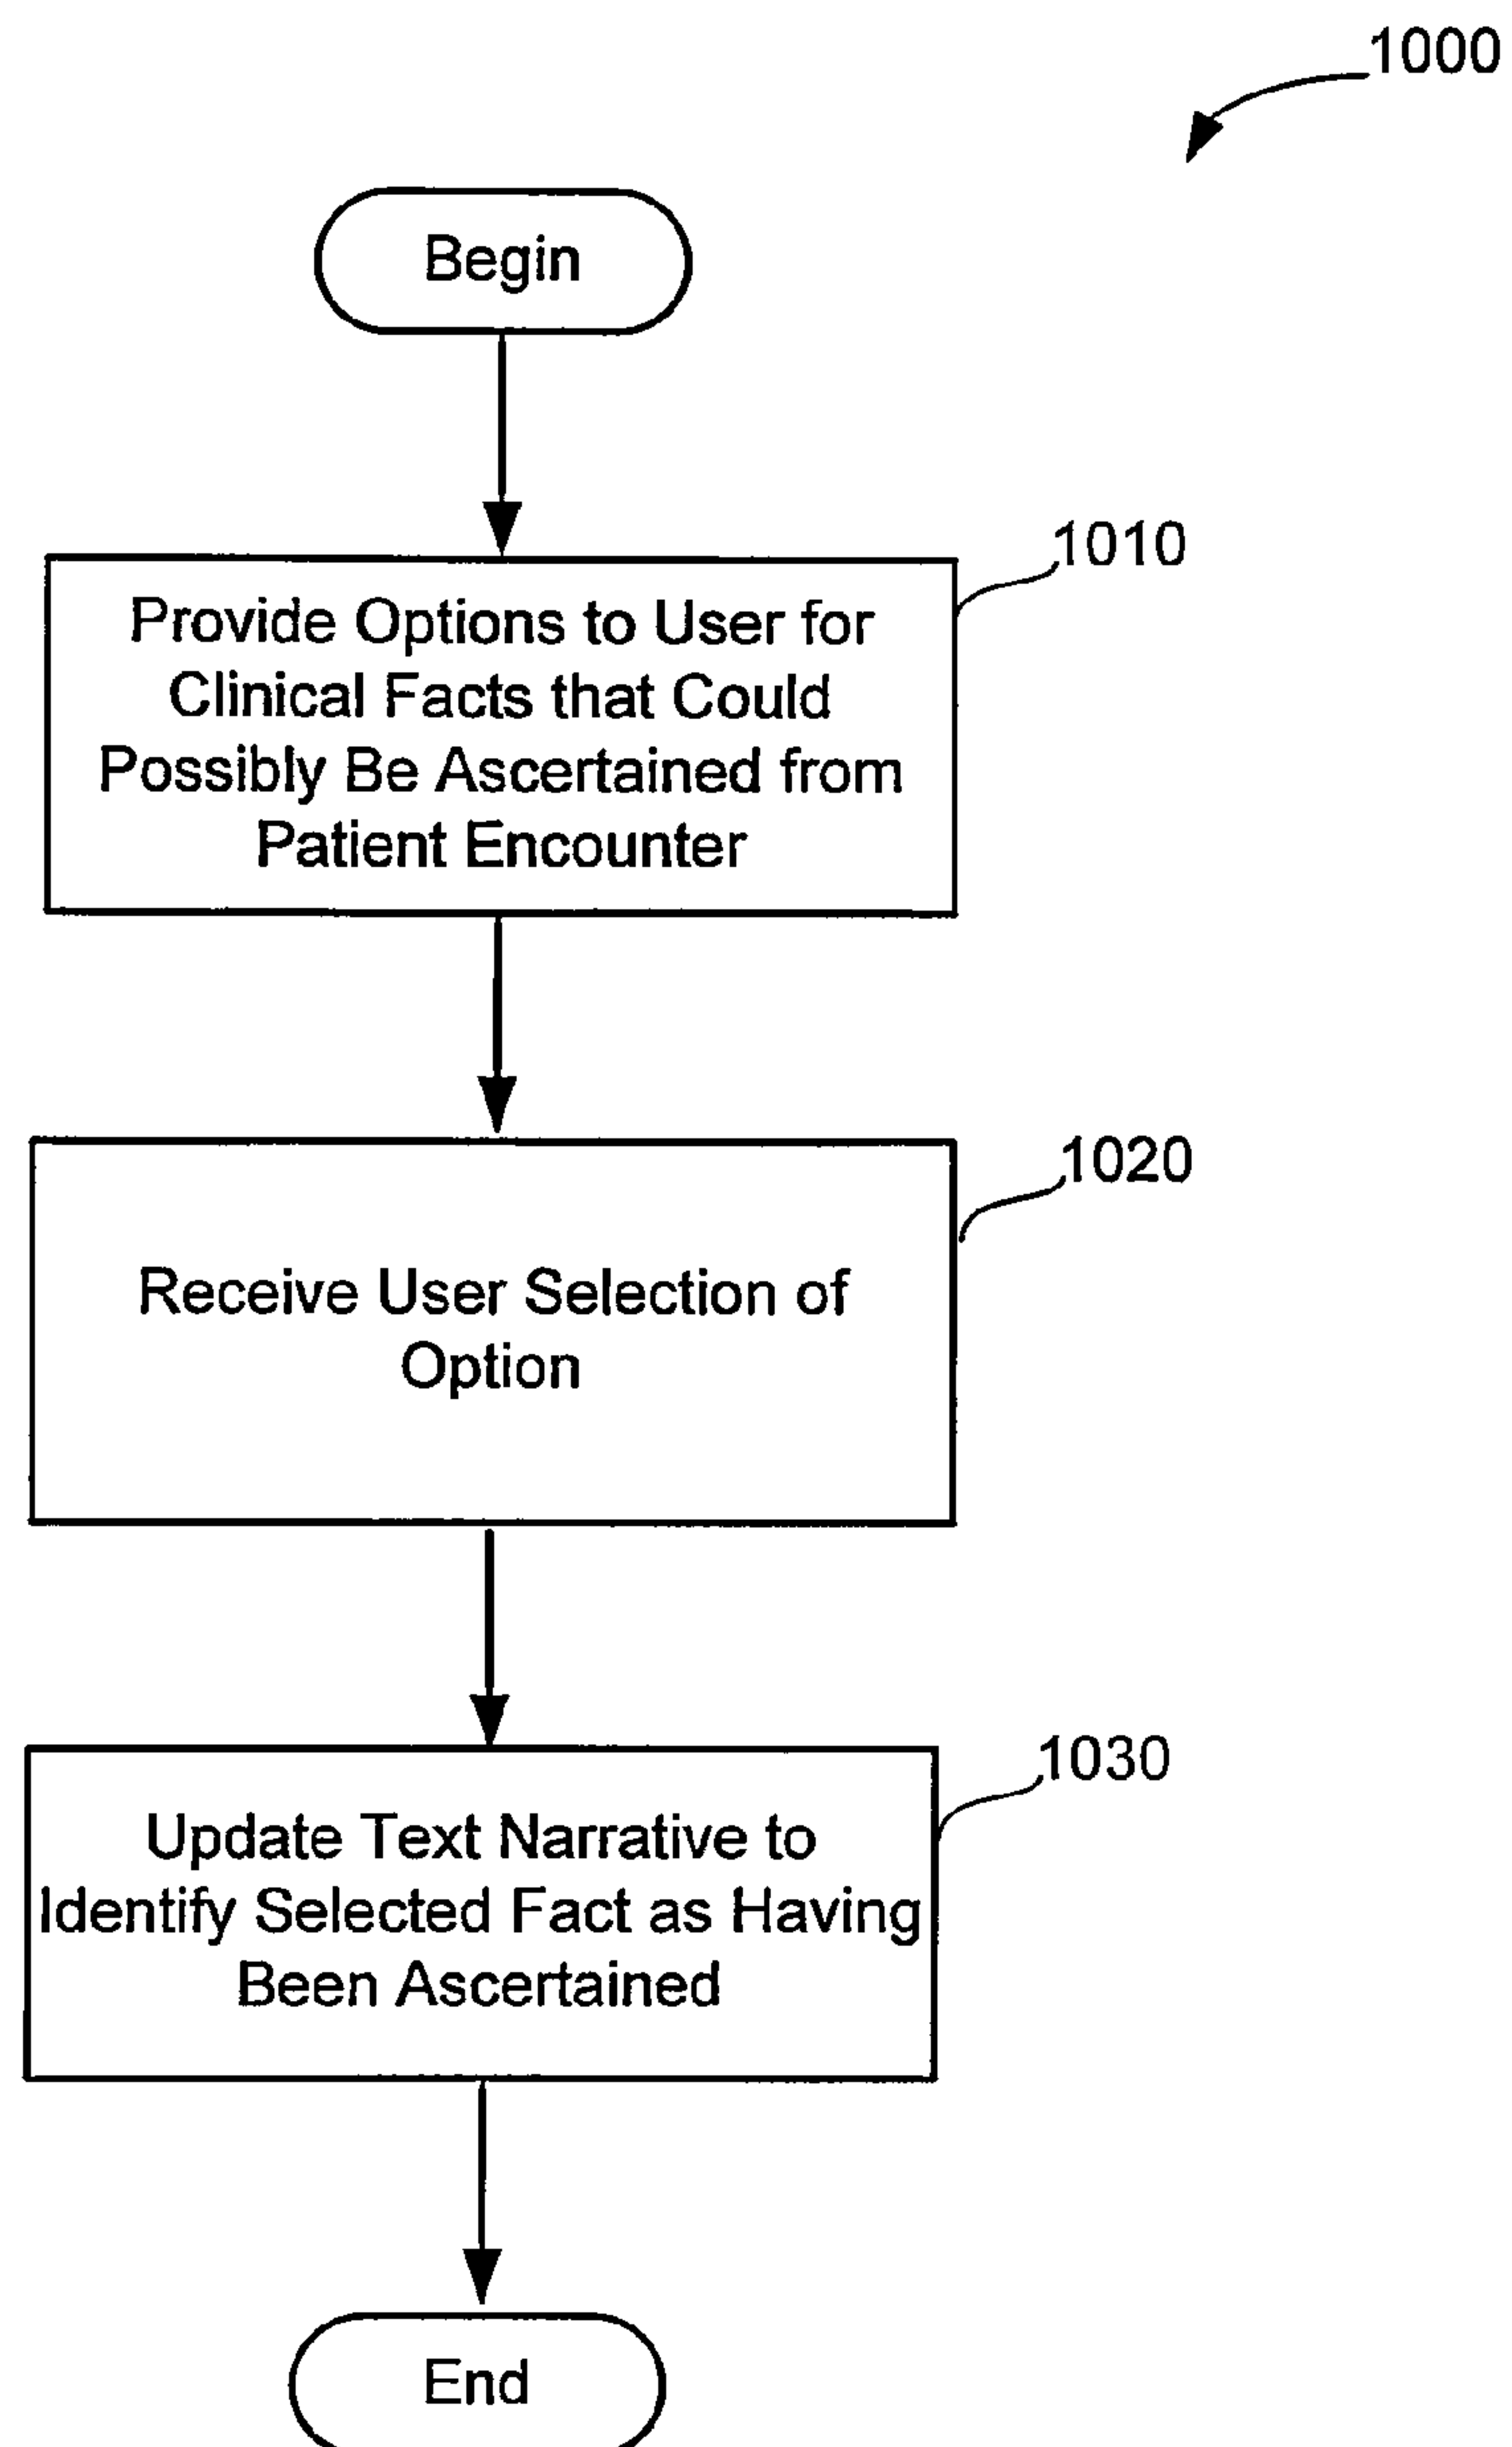 1000
Begin
1010
Provide Options to User for
Clinical Facts that Could
Possibly Be Ascertained from
Patient Encounter
1020
Receive User Selection of
Option
1030
Update Text Narrative to
Identify Selected Fact as Having
Been Ascertained
End